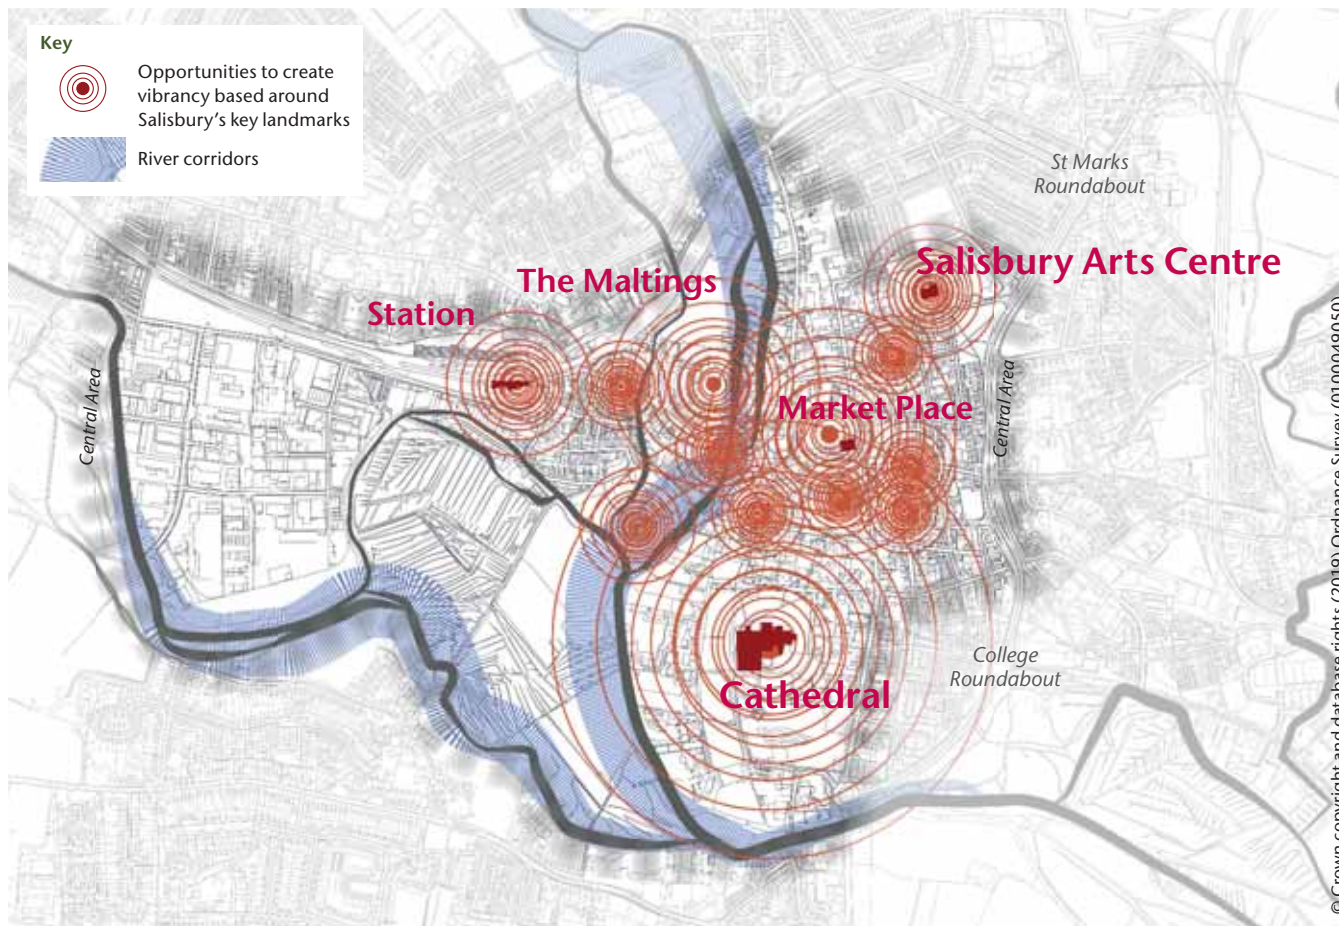 Key
Opportunities to create
vibrancy based around
Salisbury's key landmarks
River corridors
St Marks
Roundabout
Salisbury Arts Centre
The Maltings
Station
Central Area
Market Place
Central Area
College
Roundabout
Cathedral
© Crown copyright and database rights (2019) Ordnance Survey (0100049050)